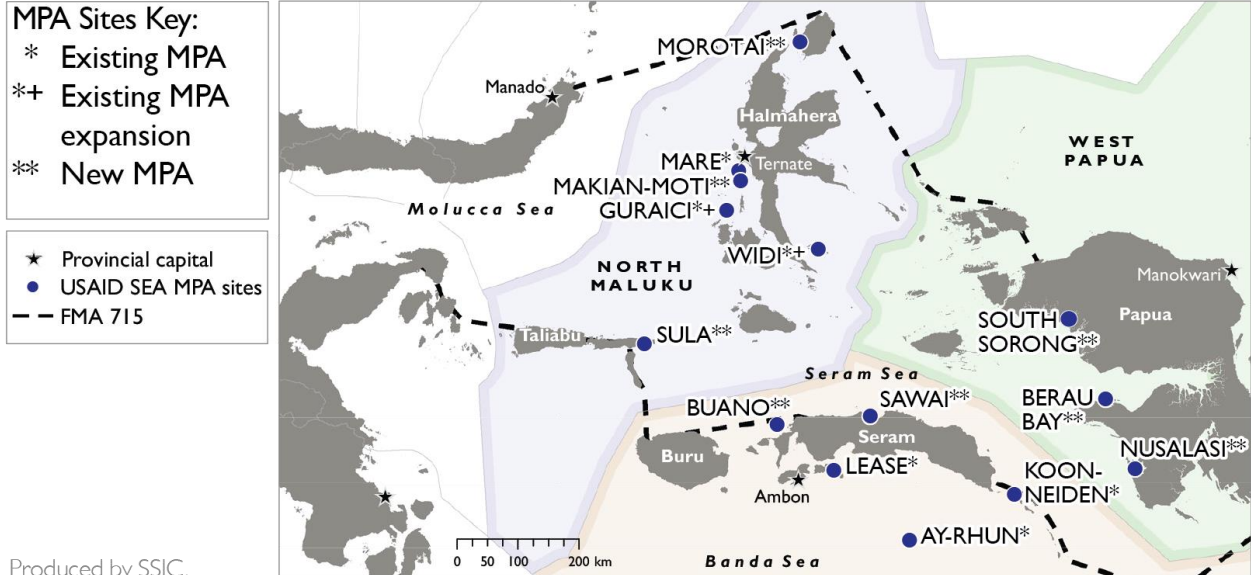 MPA Sites Key:
* Existing MPA
*+ Existing MPA
expansion
** New MPA
Provincial capital
USAID SEA MPA sites
FMA 715
Produced by SSIC.
MOROTAI**
Manado
Halmahera
WEST
PAPUA
MARE*
Ternate
MAKIAN-MOTI**
Molucca Sea
GURAICI*+
WIDI*+
NORTH
MALUKU
Manokwari
Papua
SOUTH
SORONG**
Taliabu
SULA**
Seram Sea
SAWAI**
BUANO**
BERAU
BAY**
Seram
Buru
NUSALASI**
LEASE*
KOON-
NEIDEN*
Ambon
AY-RHUN*
0 50 100 200 km
Banda Sea